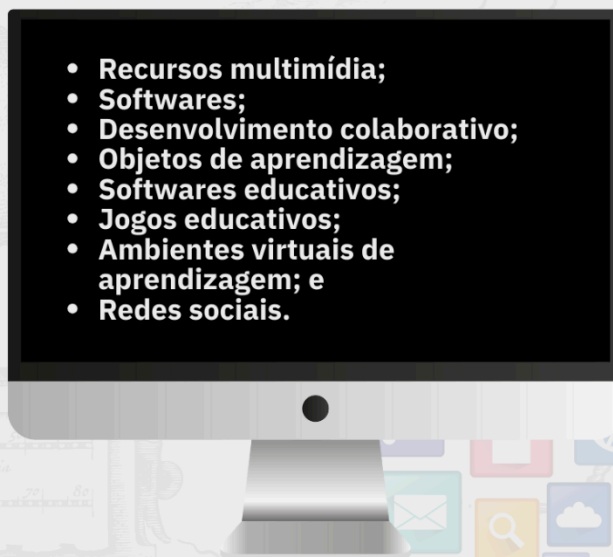 • Recursos multimídia;
• Softwares;
• Desenvolvimento colaborativo;
• Objetos de aprendizagem;
• Softwares educativos;
• Jogos educativos;
• Ambientes virtuais de
aprendizagem; e
• Redes sociais.